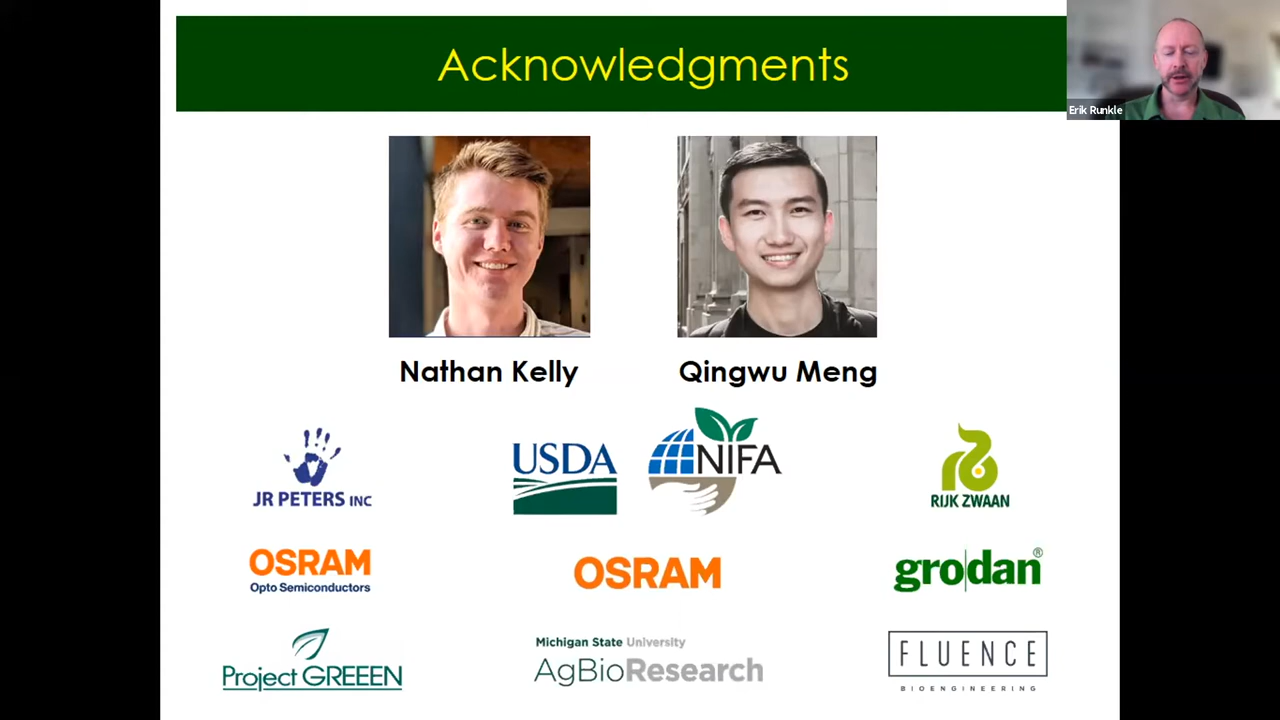 Acknowledgments
Erik Runkle
Nathan Kelly
Qingwu Meng
JR PETERS INC
USDA
NIFA
RIJK ZWAAN
OSRAM
Opto Semiconductors
OSRAM
grodan®
Project GREEEN
Michigan State University
AgBioResearch
FLUENCE
BIOENGINEERING